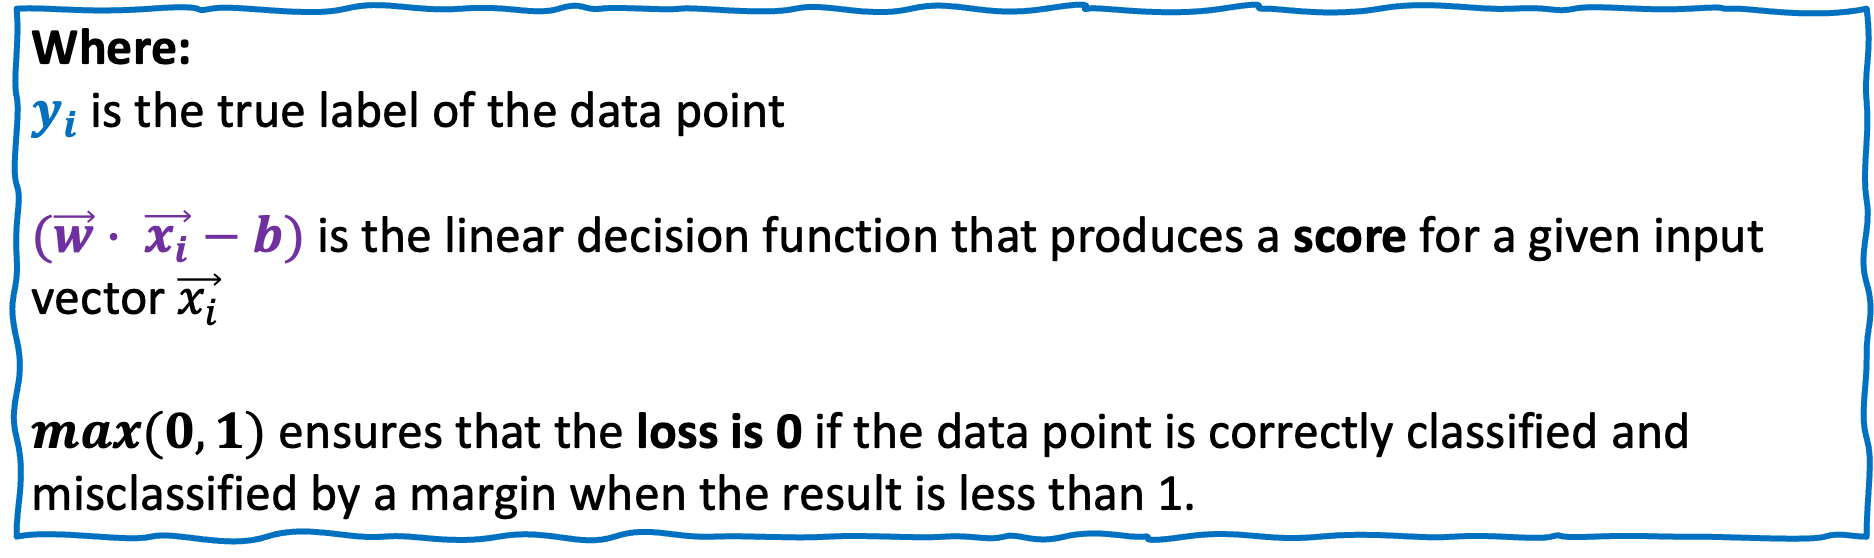 Where:
yᵢ is the true label of the data point
(w⃗ · x⃗ᵢ − b) is the linear decision function that produces a score for a given input
vector x⃗ᵢ
max(0, 1) ensures that the loss is 0 if the data point is correctly classified and
misclassified by a margin when the result is less than 1.